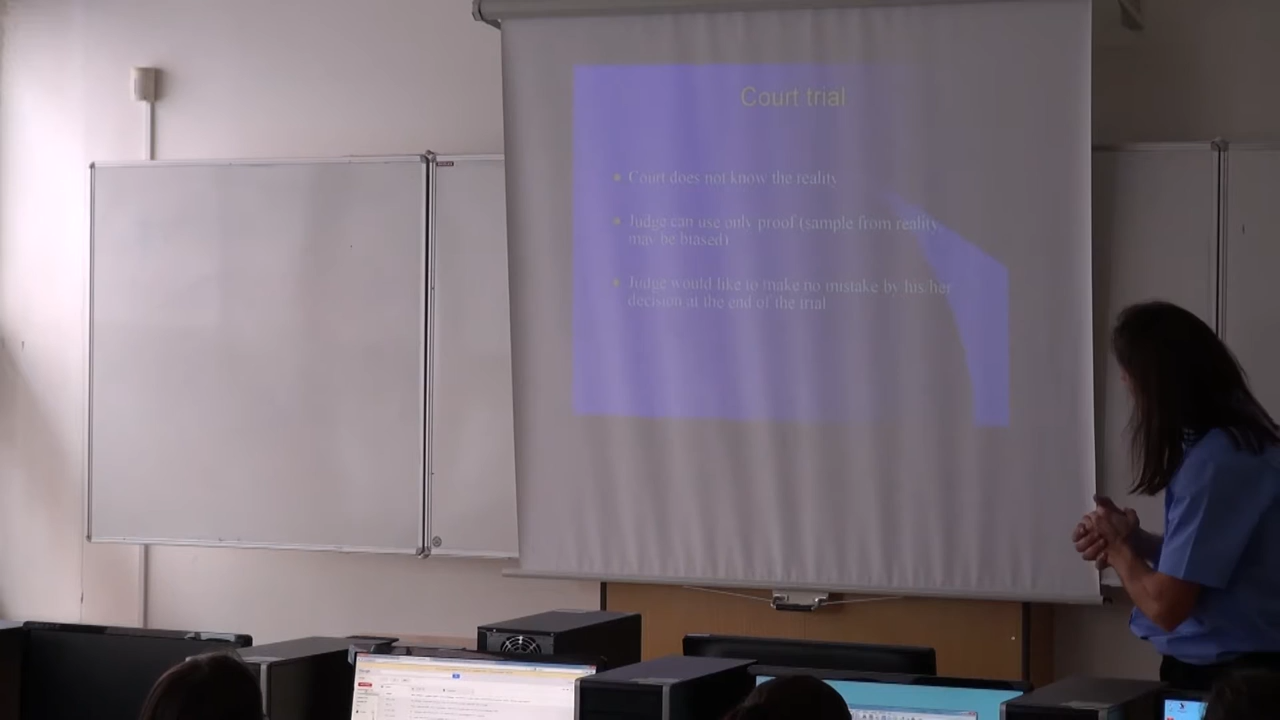 Court trial
Court does not know the reality
Judge can use only proof (sample from reality,
may be biased)
Judge would like to make no mistake by his/her
decision at the end of the trial